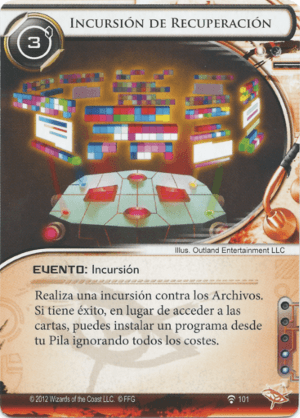 INCURSIÓN DE RECUPERACIÓN
3
Illus. Outland Entertainment LLC
EVENTO: Incursión
Realiza una incursión contra los Archivos.
Si tiene éxito, en lugar de acceder a las
cartas, puedes instalar un programa desde
tu Pila ignorando todos los costes.
© 2012 Wizards of the Coast LLC. © FFG
101